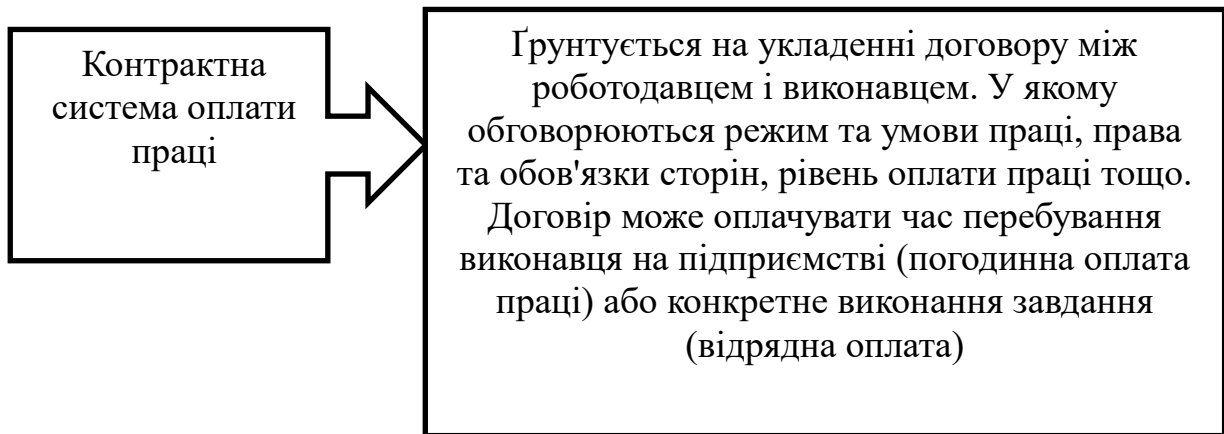 Контрактна
система оплати
праці
Ґрунтується на укладенні договору між
роботодавцем і виконавцем. У якому
обговорюються режим та умови праці, права
та обов'язки сторін, рівень оплати праці тощо.
Договір може оплачувати час перебування
виконавця на підприємстві (погодинна оплата
праці) або конкретне виконання завдання
(відрядна оплата)